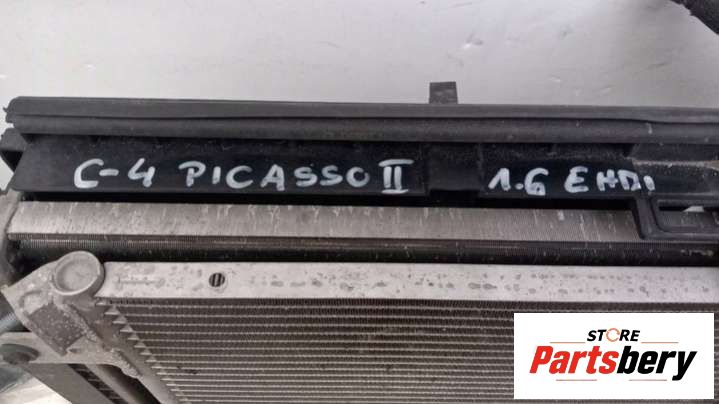 C-4 PICASSO II 1.6 EHDI
STORE
Partsbery